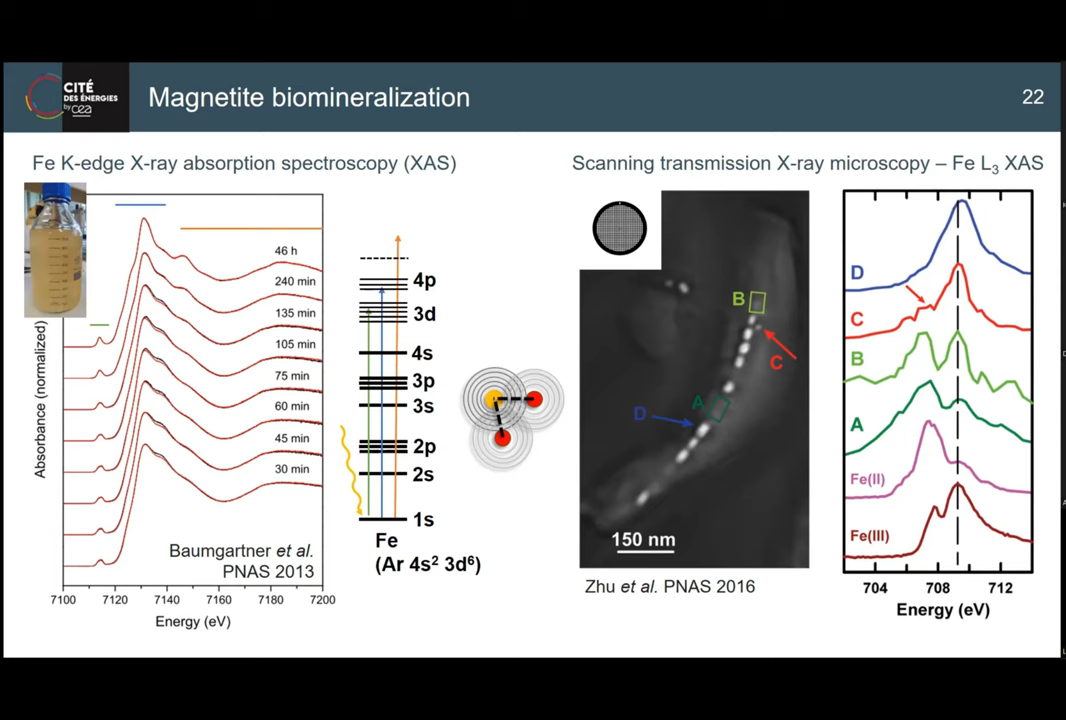 CITÉ
DES ÉNERGIES
by cea
Magnetite biomineralization
22
Fe K-edge X-ray absorption spectroscopy (XAS)
Absorbance (normalized)
46 h
240 min
135 min
105 min
75 min
60 min
45 min
30 min
Baumgartner et al.
PNAS 2013
7100 7120 7140 7160 7180 7200
Energy (eV)
4p
3d
4s
3p
3s
2p
2s
1s
Fe
(Ar 4s² 3d⁶)
Scanning transmission X-ray microscopy – Fe L₃ XAS
B
C
A
D
150 nm
Zhu et al. PNAS 2016
D
C
B
A
Fe(II)
Fe(III)
704 708 712
Energy (eV)